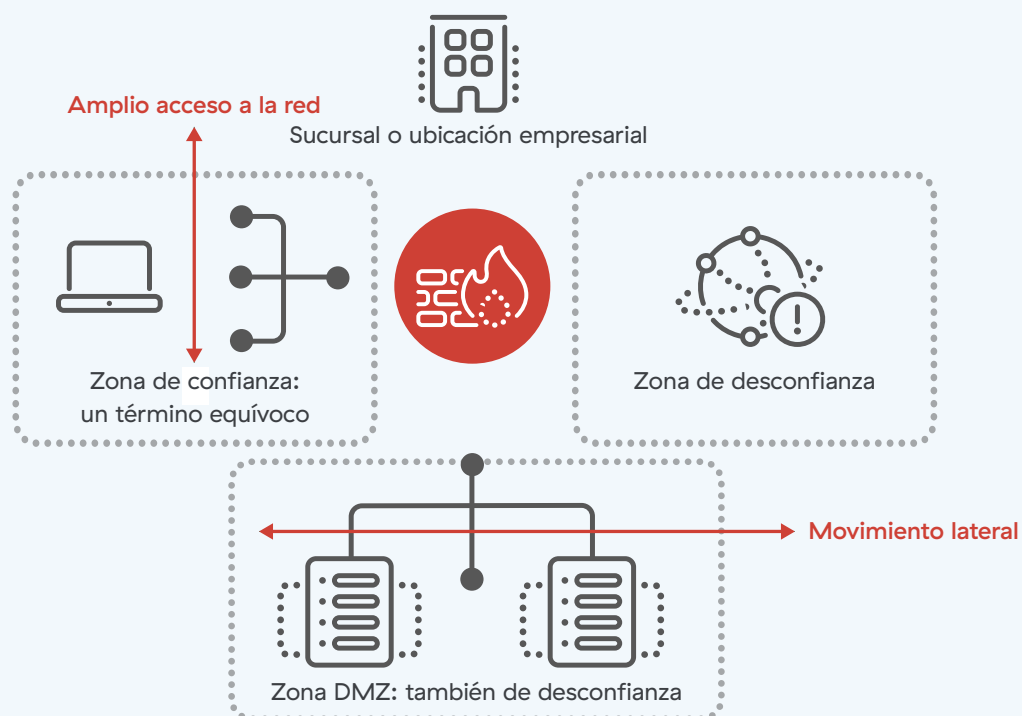 Amplio acceso a la red
Sucursal o ubicación empresarial
Zona de confianza:
un término equívoco
Zona de desconfianza
Movimiento lateral
Zona DMZ: también de desconfianza